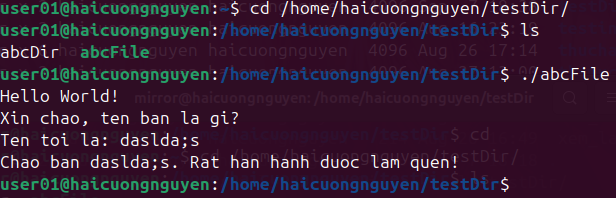 user01@haicuongnguyen:~$ cd /home/haicuongnguyen/testDir/
user01@haicuongnguyen:/home/haicuongnguyen/testDir$ ls
abcDir abcFile
user01@haicuongnguyen:/home/haicuongnguyen/testDir$ ./abcFile
Hello World!
Xin chao, ten ban la gi?
Ten toi la: daslda;s
Chao ban daslda;s. Rat han hanh duoc lam quen!
user01@haicuongnguyen:/home/haicuongnguyen/testDir$